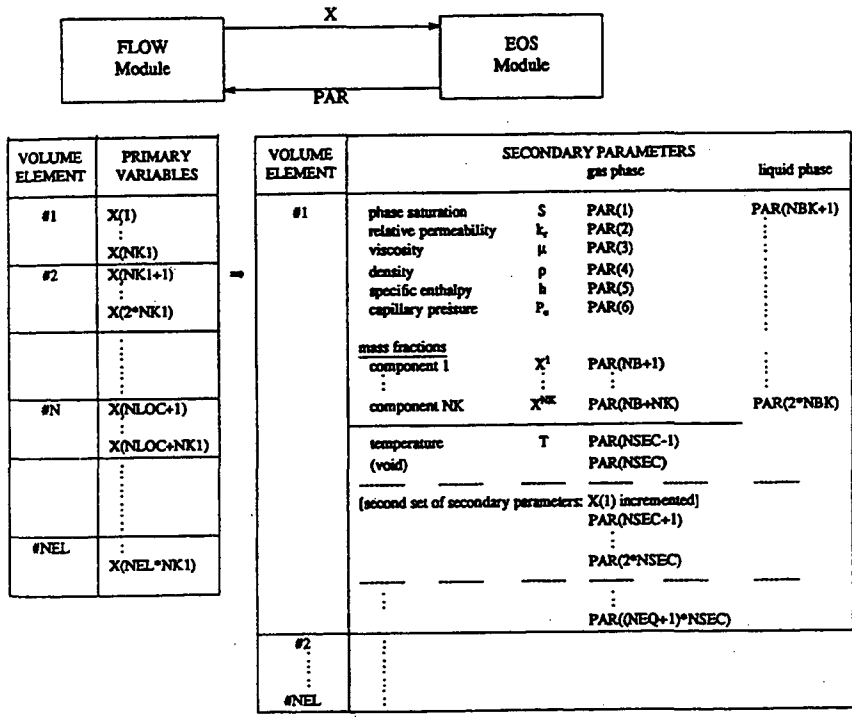 X
FLOW
Module
EOS
Module
PAR
VOLUME
ELEMENT
PRIMARY
VARIABLES
#1
X(1)
X(NK1)
#2
X(NK1+1)
X(2*NK1)
#N
X(NLOC+1)
X(NLOC+NK1)
#NEL
X(NEL*NK1)
⇒
VOLUME
ELEMENT
SECONDARY PARAMETERS
gas phase liquid phase
#1 phase saturation S PAR(1) PAR(NBK+1)
relative permeability kr PAR(2)
viscosity μ PAR(3)
density ρ PAR(4)
specific enthalpy h PAR(5)
capillary pressure Pc PAR(6)
mass fractions
component 1 X¹ PAR(NB+1)
component NK X^NK PAR(NB+NK) PAR(2*NBK)
temperature T PAR(NSEC-1)
(void) PAR(NSEC)
[second set of secondary parameters: X(1) incremented]
PAR(NSEC+1)
PAR(2*NSEC)
PAR((NEQ+1)*NSEC)
#2
#NEL